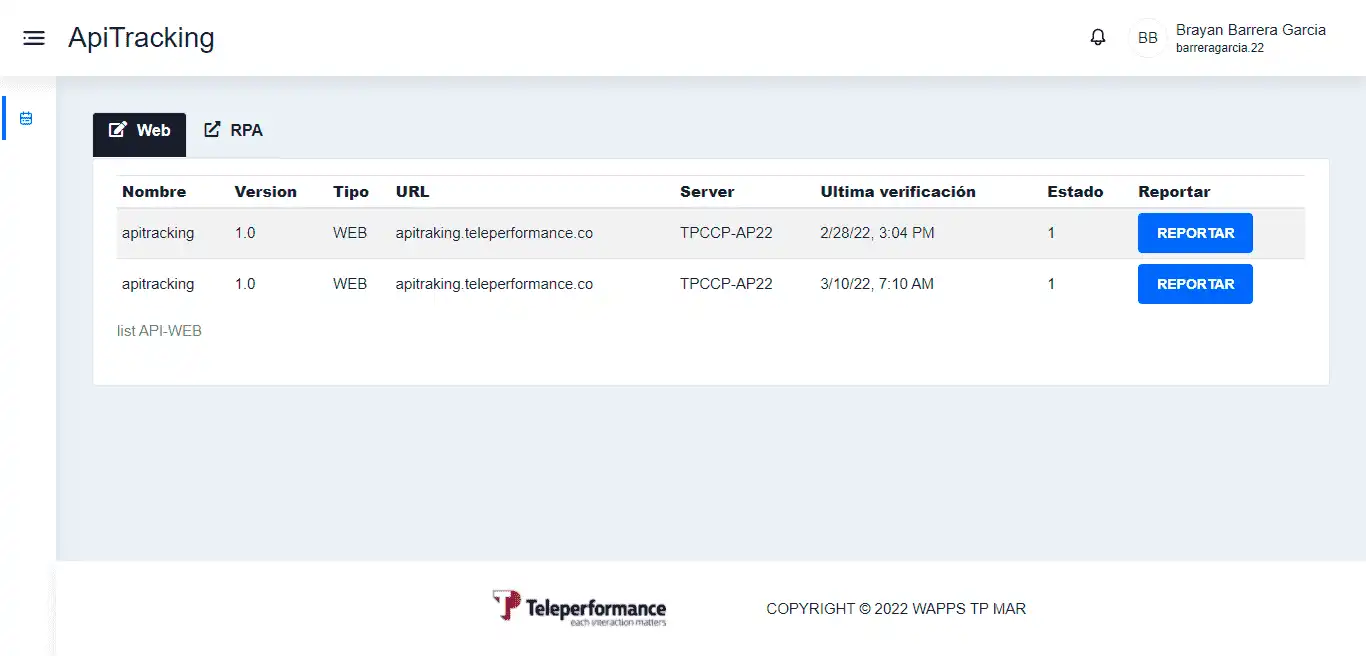 ApiTracking
BB
Brayan Barrera Garcia
barreragarcia.22
Web RPA
Nombre Version Tipo URL Server Ultima verificación Estado Reportar
apitracking 1.0 WEB apitraking.teleperformance.co TPCCP-AP22 2/28/22, 3:04 PM 1 REPORTAR
apitracking 1.0 WEB apitraking.teleperformance.co TPCCP-AP22 3/10/22, 7:10 AM 1 REPORTAR
list API-WEB
TP Teleperformance
each interaction matters
COPYRIGHT © 2022 WAPPS TP MAR